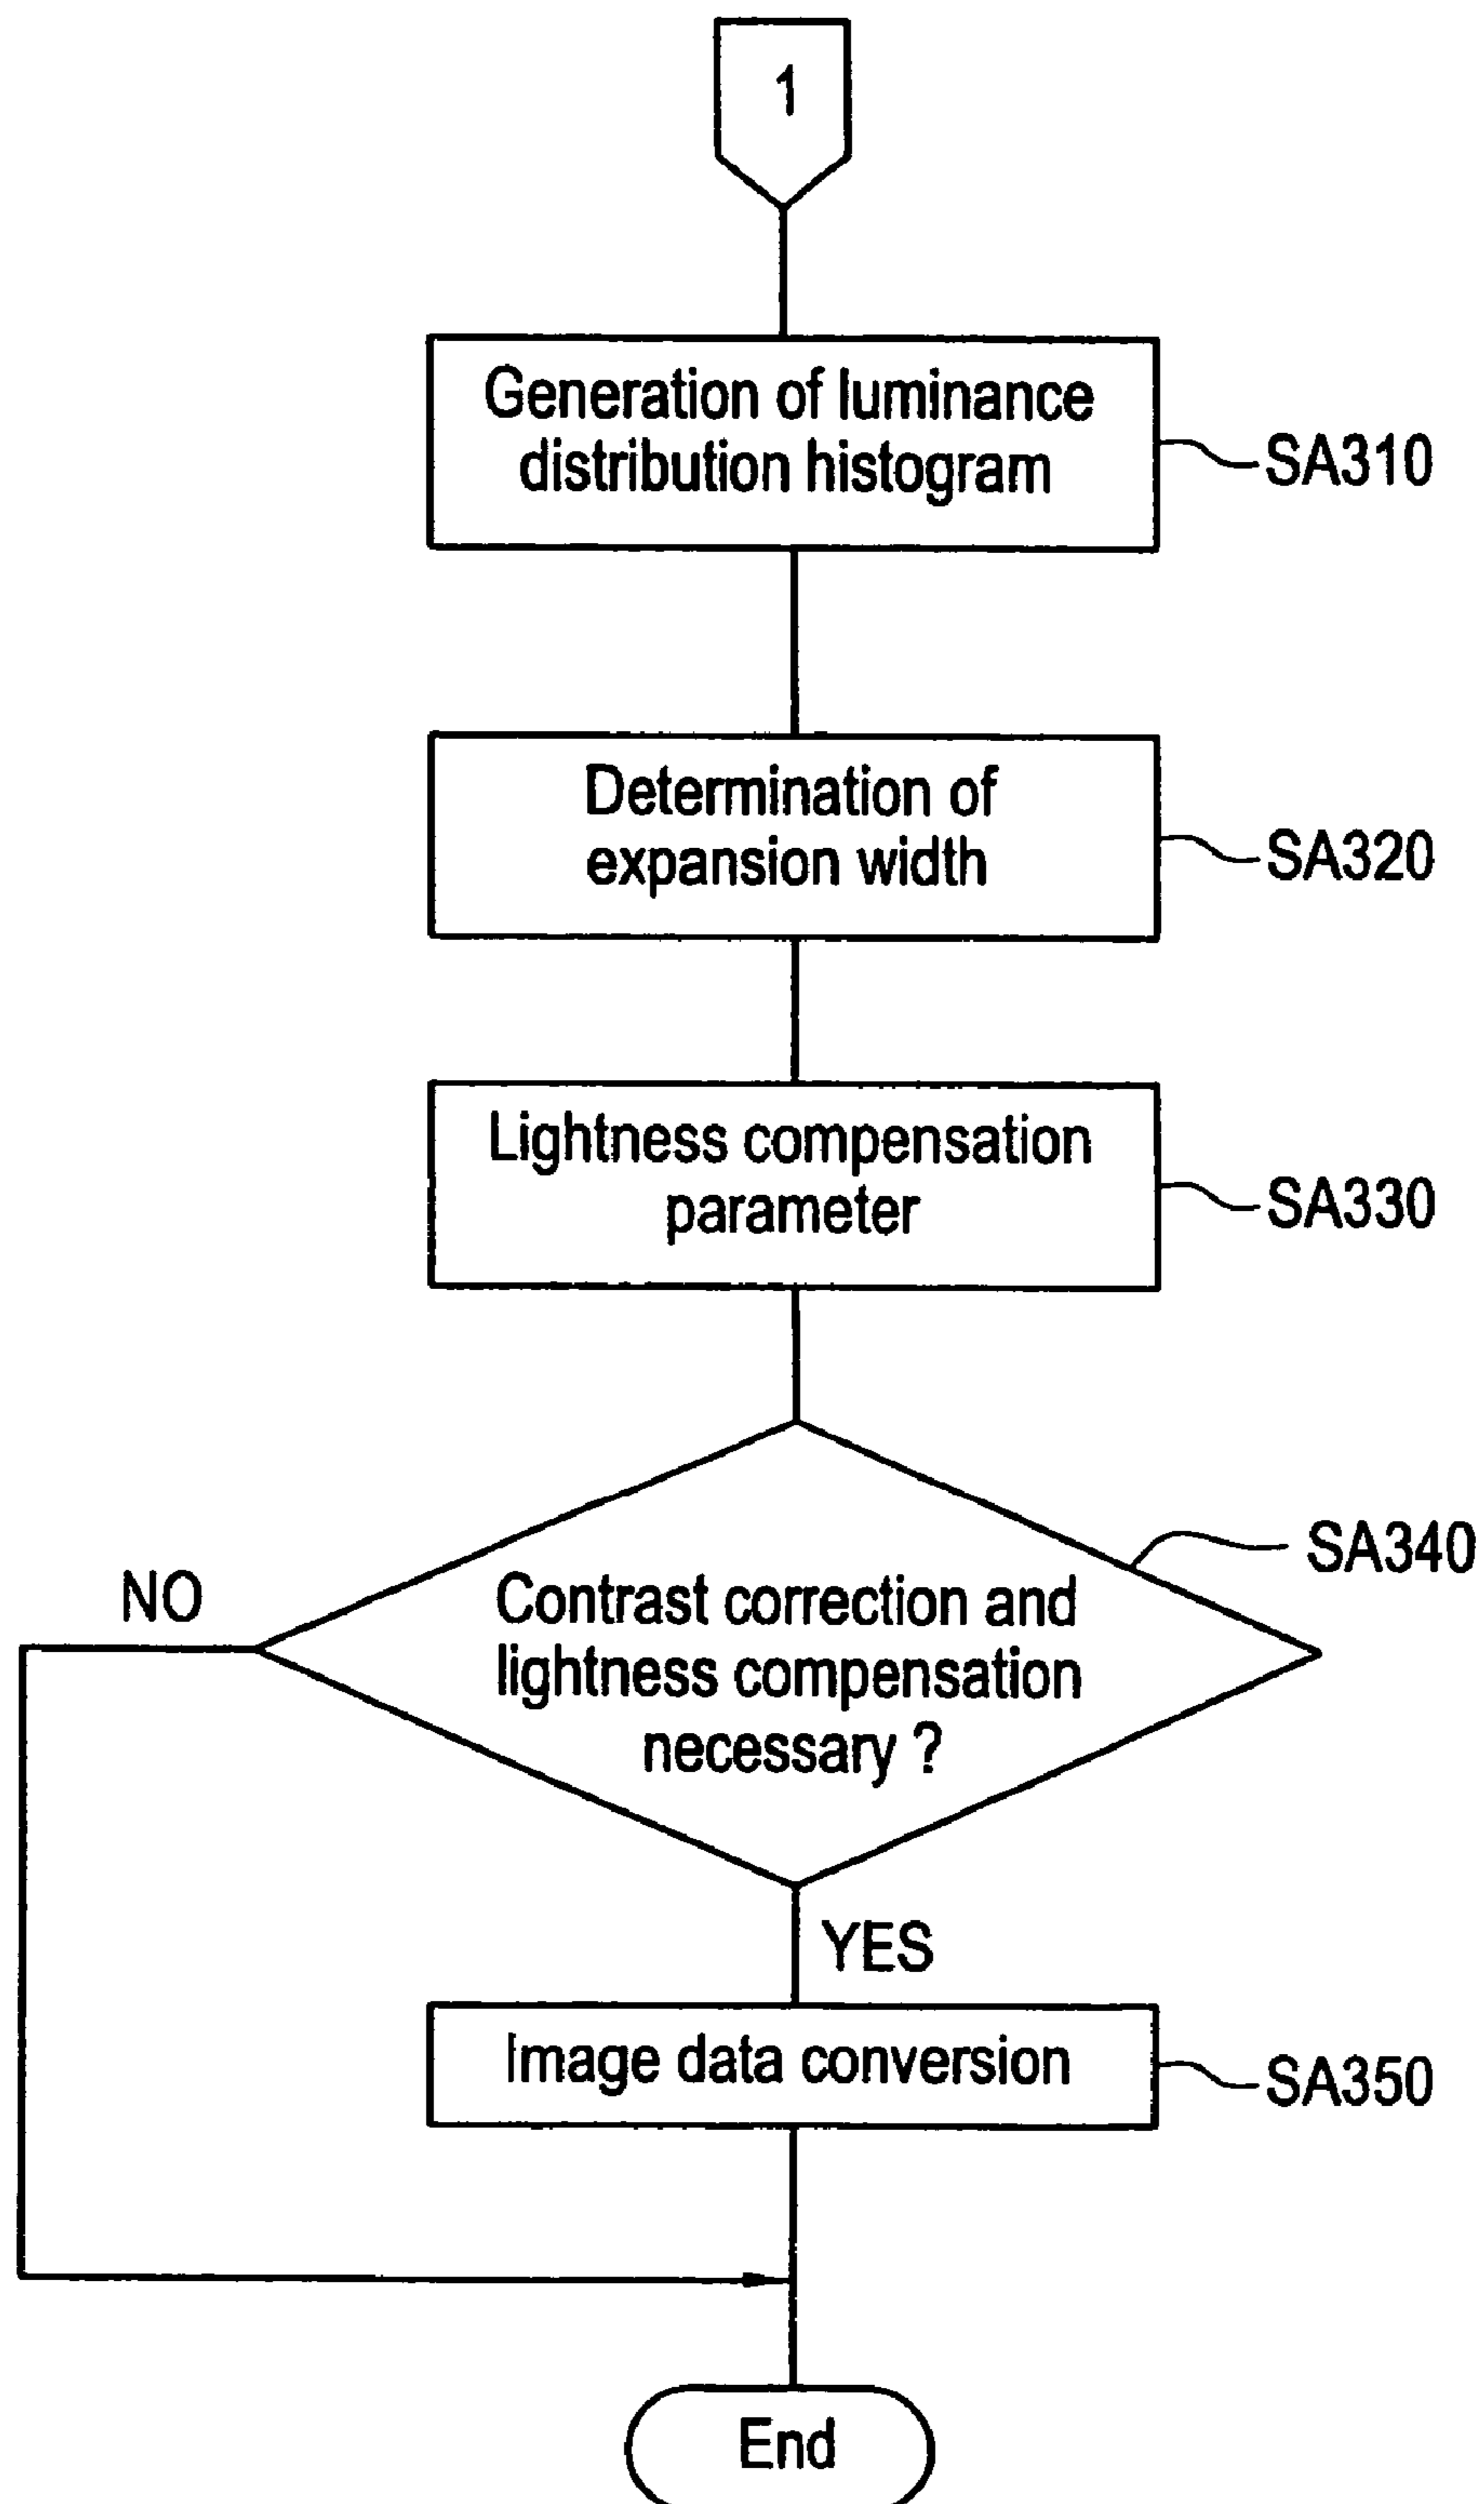 1
Generation of luminance
distribution histogram
SA310
Determination of
expansion width
SA320
Lightness compensation
parameter
SA330
SA340
NO
Contrast correction and
lightness compensation
necessary ?
YES
Image data conversion
SA350
End